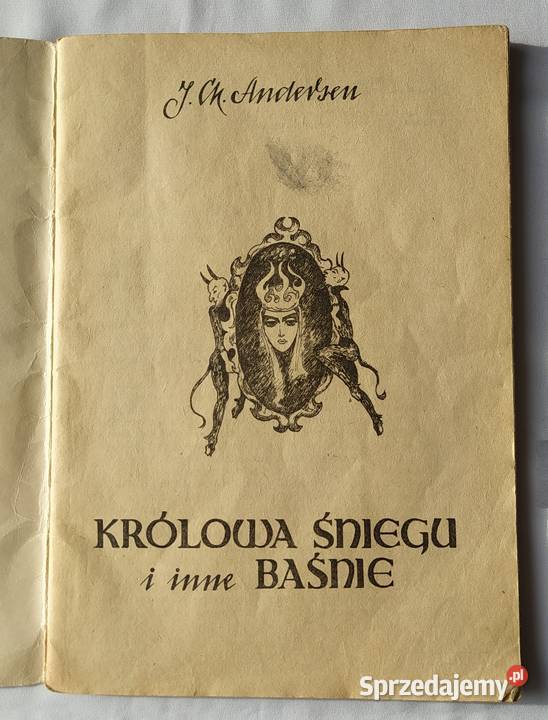 J. Ch. Andersen
KRÓLOWA ŚNIEGU
i inne BAŚNIE
Sprzedajemy.pl